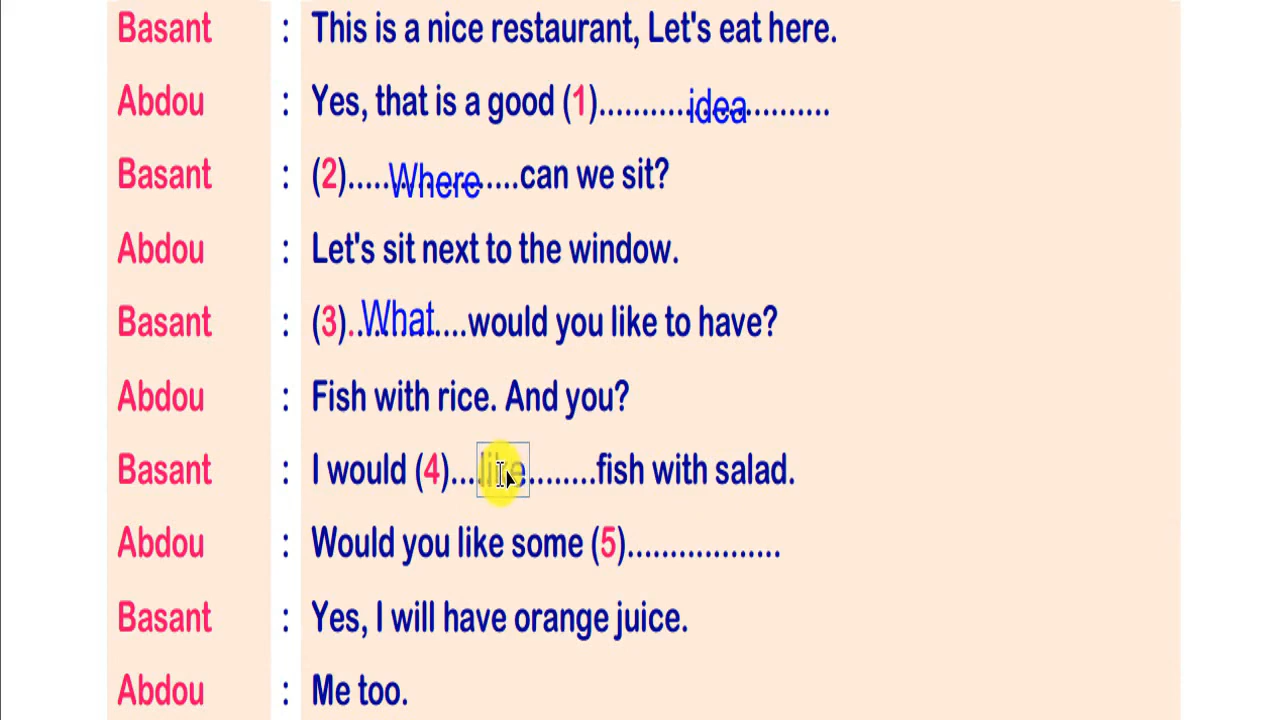 Basant : This is a nice restaurant, Let's eat here.
Abdou : Yes, that is a good (1)...........idea...........
Basant : (2).....Where.....can we sit?
Abdou : Let's sit next to the window.
Basant : (3)..What....would you like to have?
Abdou : Fish with rice. And you?
Basant : I would (4)...like........fish with salad.
Abdou : Would you like some (5)..................
Basant : Yes, I will have orange juice.
Abdou : Me too.